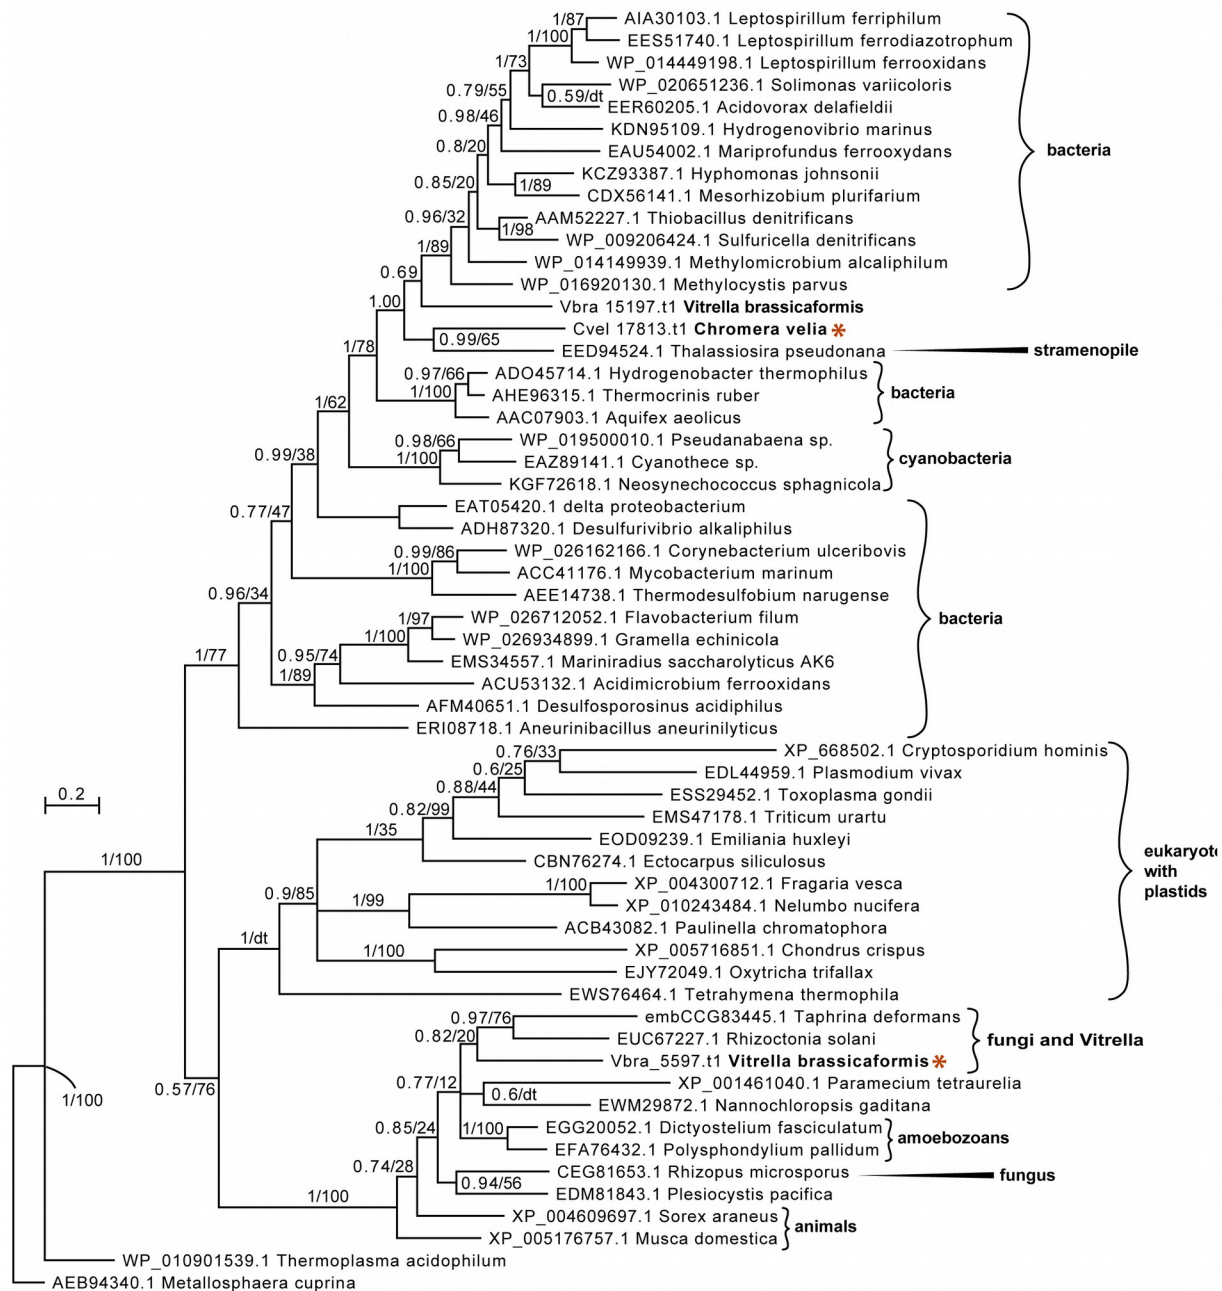 1/87
AIA30103.1 Leptospirillum ferriphilum
1/100
EES51740.1 Leptospirillum ferrodiazotrophum
1/73
WP_014449198.1 Leptospirillum ferrooxidans
WP_020651236.1 Solimonas variicoloris
0.79/55
0.59/dt
EER60205.1 Acidovorax delafieldii
0.98/46
KDN95109.1 Hydrogenovibrio marinus
0.8/20
EAU54002.1 Mariprofundus ferrooxydans
bacteria
KCZ93387.1 Hyphomonas johnsonii
0.85/20
1/89
CDX56141.1 Mesorhizobium plurifarium
0.96/32
AAM52227.1 Thiobacillus denitrificans
1/98
WP_009206424.1 Sulfuricella denitrificans
1/89
WP_014149939.1 Methylomicrobium alcaliphilum
0.69
WP_016920130.1 Methylocystis parvus
1.00
Vbra_15197.t1 Vitrella brassicaformis
Cvel_17813.t1 Chromera velia *
0.99/65
1/78
EED94524.1 Thalassiosira pseudonana
stramenopile
0.97/66
ADO45714.1 Hydrogenobacter thermophilus
1/100
AHE96315.1 Thermocrinis ruber
bacteria
1/62
AAC07903.1 Aquifex aeolicus
0.98/66
WP_019500010.1 Pseudanabaena sp.
0.99/38
1/100
EAZ89141.1 Cyanothece sp.
cyanobacteria
KGF72618.1 Neosynechococcus sphagnicola
0.77/47
EAT05420.1 delta proteobacterium
ADH87320.1 Desulfurivibrio alkaliphilus
0.99/86
WP_026162166.1 Corynebacterium ulceribovis
1/100
ACC41176.1 Mycobacterium marinum
0.96/34
AEE14738.1 Thermodesulfobium narugense
1/97
WP_026712052.1 Flavobacterium filum
bacteria
1/100
WP_026934899.1 Gramella echinicola
1/77
0.95/74
EMS34557.1 Mariniradius saccharolyticus AK6
1/89
ACU53132.1 Acidimicrobium ferrooxidans
AFM40651.1 Desulfosporosinus acidiphilus
ERI08718.1 Aneurinibacillus aneurinilyticus
0.76/33
XP_668502.1 Cryptosporidium hominis
0.6/25
EDL44959.1 Plasmodium vivax
0.2
0.88/44
ESS29452.1 Toxoplasma gondii
0.82/99
EMS47178.1 Triticum urartu
1/35
EOD09239.1 Emiliania huxleyi
1/100
CBN76274.1 Ectocarpus siliculosus
with
plastids
1/100
XP_004300712.1 Fragaria vesca
0.9/85
1/99
XP_010243484.1 Nelumbo nucifera
ACB43082.1 Paulinella chromatophora
1/dt
1/100
XP_005716851.1 Chondrus crispus
EJY72049.1 Oxytricha trifallax
EWS76464.1 Tetrahymena thermophila
0.97/76
embCCG83445.1 Taphrina deformans
0.82/20
EUC67227.1 Rhizoctonia solani
fungi and Vitrella
Vbra_5597.t1 Vitrella brassicaformis *
0.57/76
0.77/12
XP_001461040.1 Paramecium tetraurelia
0.6/dt
1/100
EWM29872.1 Nannochloropsis gaditana
0.85/24
1/100
EGG20052.1 Dictyostelium fasciculatum
amoebozoans
EFA76432.1 Polysphondylium pallidum
0.74/28
CEG81653.1 Rhizopus microsporus
fungus
0.94/56
EDM81843.1 Plesiocystis pacifica
1/100
XP_004609697.1 Sorex araneus
animals
XP_005176757.1 Musca domestica
WP_010901539.1 Thermoplasma acidophilum
AEB94340.1 Metallosphaera cuprina